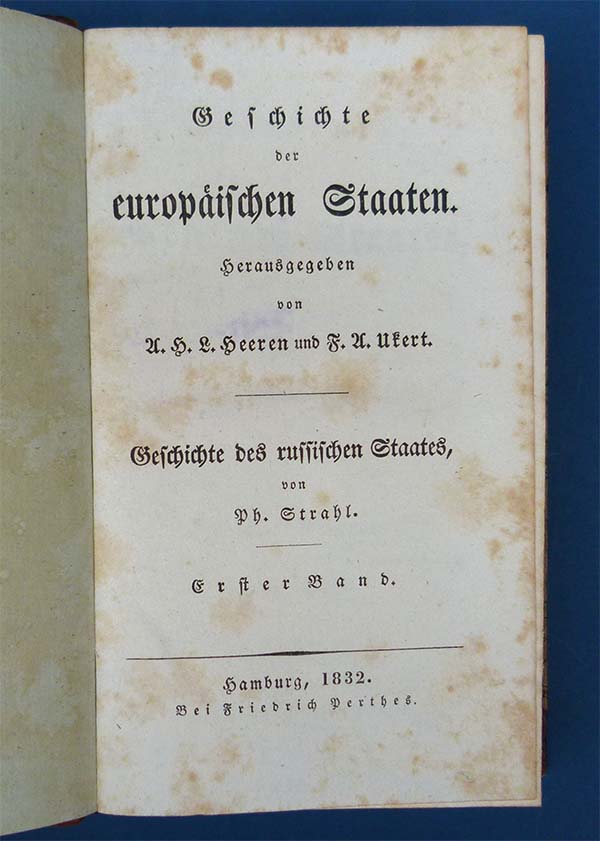 Geschichte
der
europäischen Staaten.
Herausgegeben
von
A. H. L. Heeren und F. A. Ukert.
Geschichte des russischen Staates,
von
Ph. Strahl.
Erster Band.
Hamburg, 1832.
Bei Friedrich Perthes.